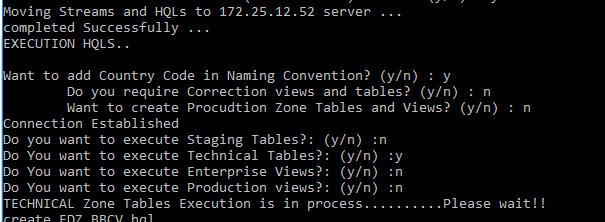 Moving Streams and HQLs to 172.25.12.52 server ...
completed Successfully ...
EXECUTION HQLS..
Want to add Country Code in Naming Convention? (y/n) : y
Do you require Correction views and tables? (y/n) : n
Want to create Procudtion Zone Tables and Views? (y/n) : n
Connection Established
Do You want to execute Staging Tables?: (y/n) :n
Do You want to execute Technical Tables?: (y/n) :y
Do You want to execute Enterprise Views?: (y/n) :n
Do You want to execute Production views?: (y/n) :n
TECHNICAL Zone Tables Execution is in process..........Please wait!!
create EDZ BBCV hql